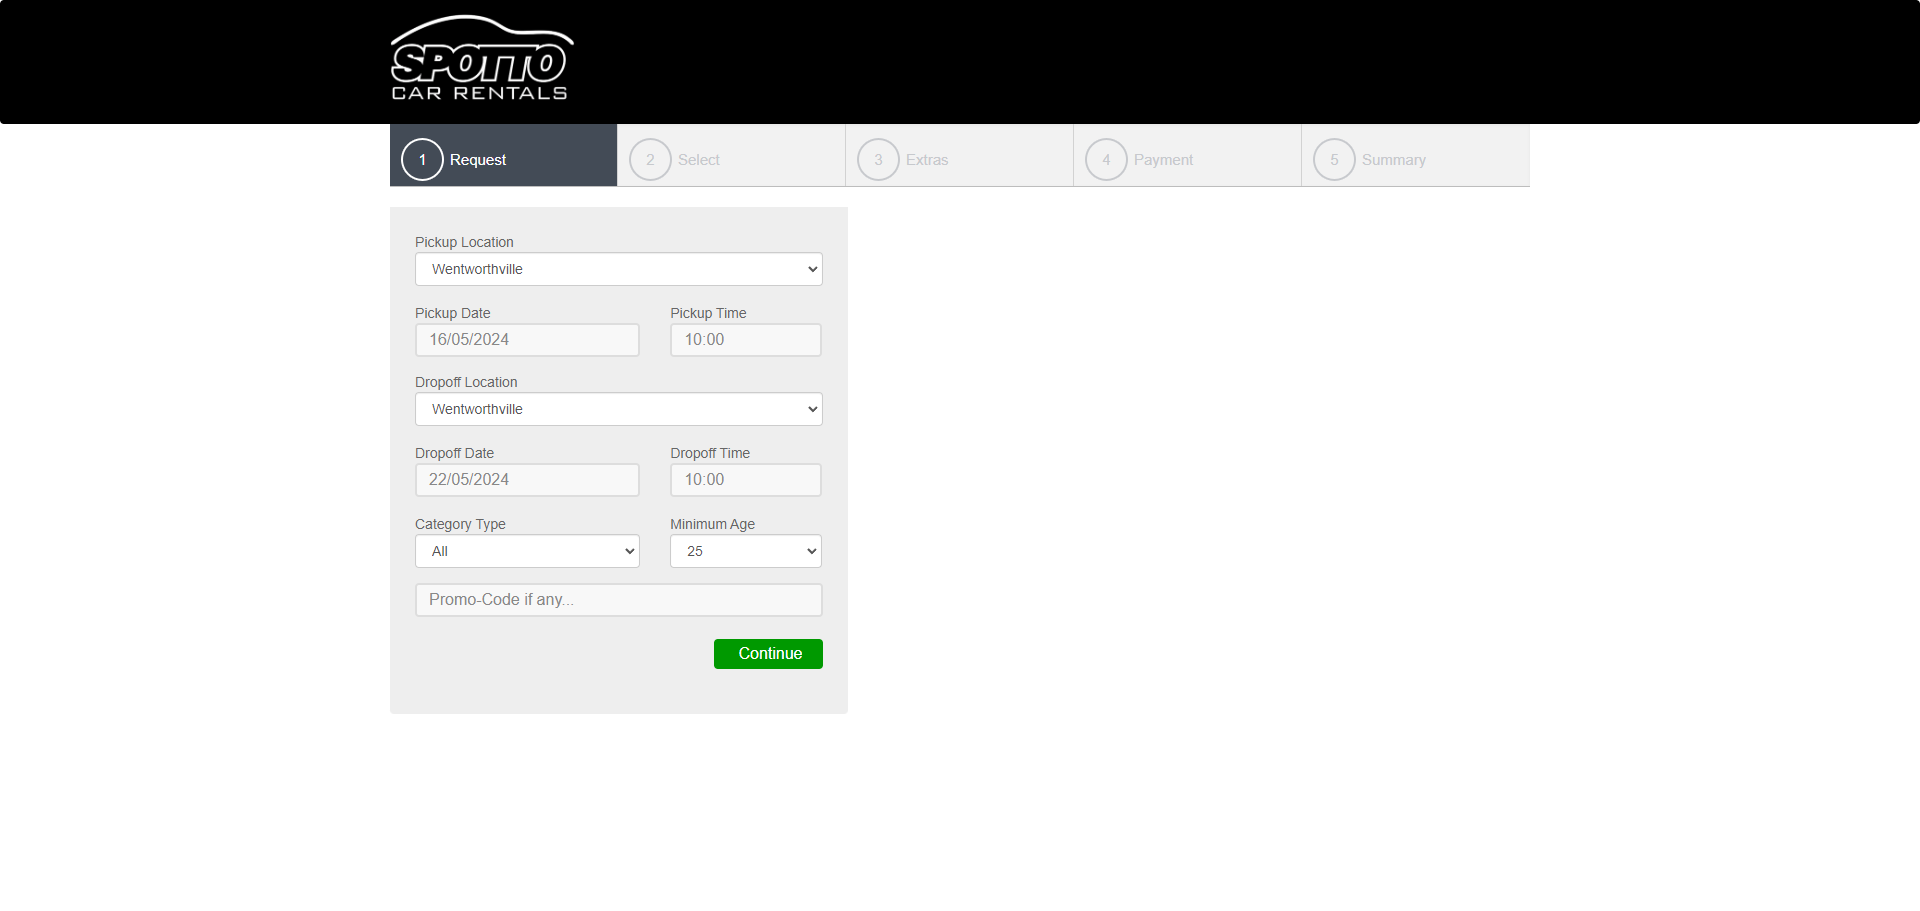 SPOTTO
CAR RENTALS
1 Request
2 Select
3 Extras
4 Payment
5 Summary
Pickup Location
Wentworthville
Pickup Date Pickup Time
16/05/2024 10:00
Dropoff Location
Wentworthville
Dropoff Date Dropoff Time
22/05/2024 10:00
Category Type Minimum Age
All 25
Promo-Code if any...
Continue